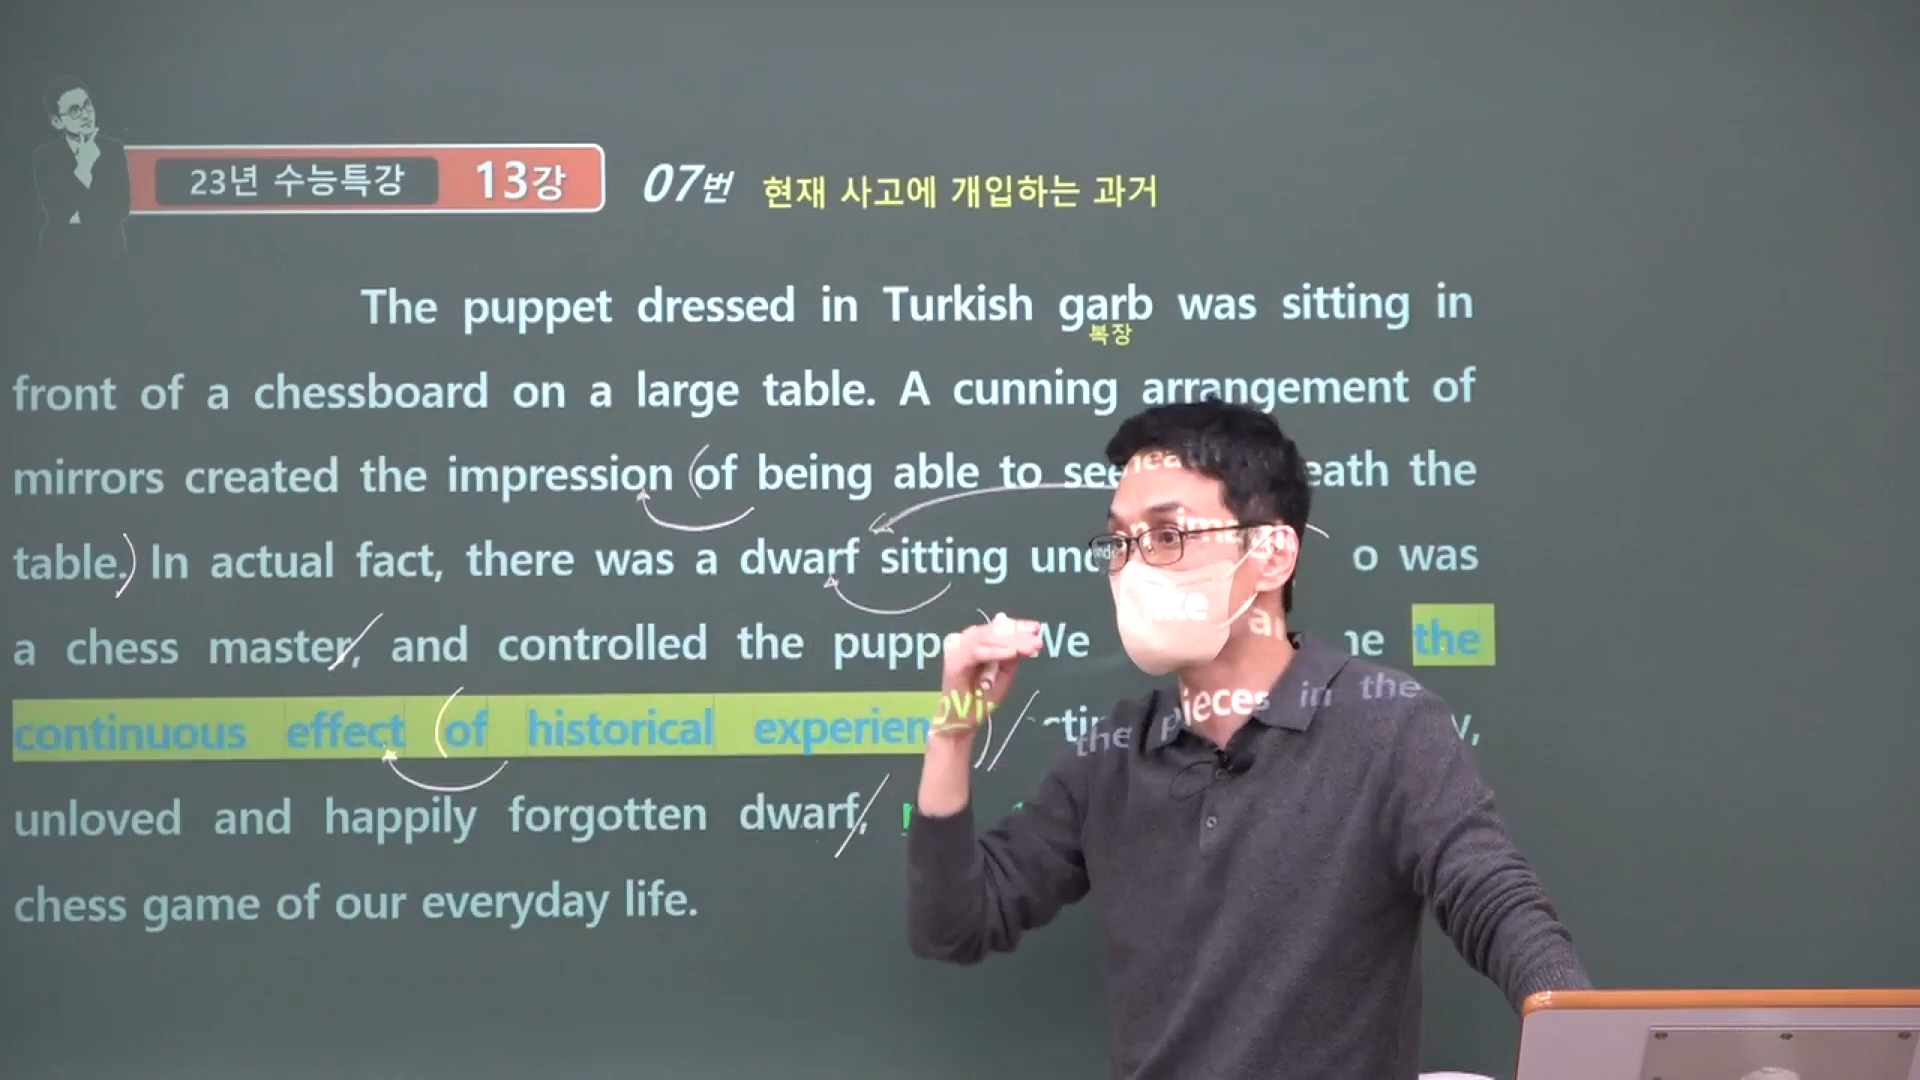 23년 수능특강 13강 07번 현재 사고에 개입하는 과거
The puppet dressed in Turkish garb was sitting in
복장
front of a chessboard on a large table. A cunning arrangement of
mirrors created the impression of being able to see the
table. In actual fact, there was a dwarf sitting was
a chess master, and controlled the We the
continuous effect of historical
the pieces in the
unloved and happily forgotten dwarf,
chess game of our everyday life.